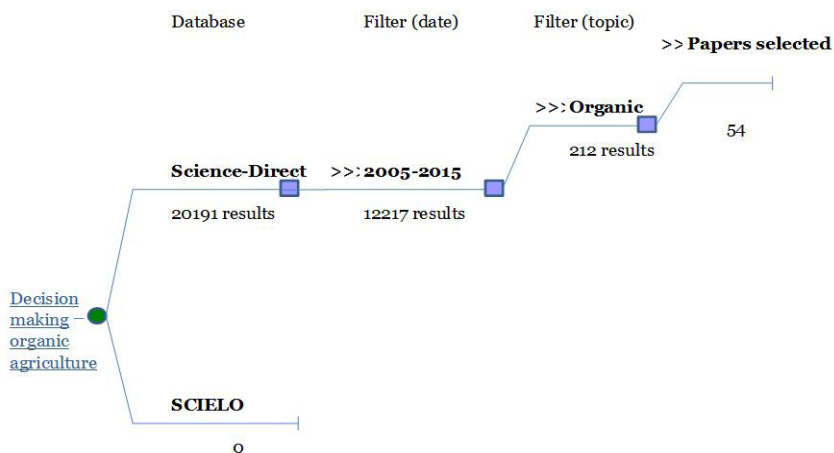 Database Filter (date) Filter (topic)
>> Papers selected
>>: Organic
54
212 results
Science-Direct >>: 2005-2015
20191 results 12217 results
Decision
making –
organic
agriculture
SCIELO
0